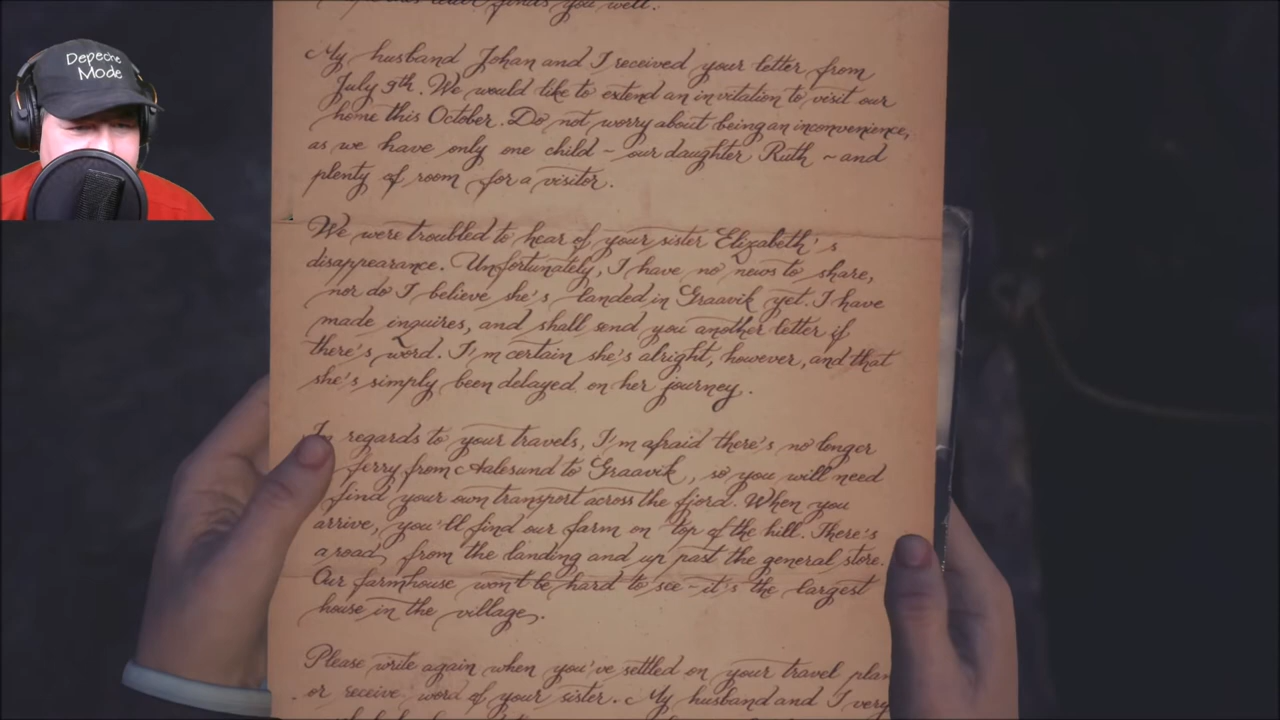 Depeche
Mode
letter finds you well.
My husband Johan and I received your letter from
July 9th. We would like to extend an invitation to visit our
home this October. Do not worry about being an inconvenience,
as we have only one child - our daughter Ruth - and
plenty of room for a visitor.
We were troubled to hear of your sister Elizabeth's
disappearance. Unfortunately, I have no news to share,
nor do I believe she's landed in Graavik yet. I have
made inquires, and shall send you another letter if
there's word. I'm certain she's alright, however, and that
she's simply been delayed on her journey.
In regards to your travels, I'm afraid there's no longer
ferry from Aalesund to Graavik, so you will need
find your own transport across the fjord. When you
arrive, you'll find our farm on top of the hill. There's
a road from the landing and up past the general store.
Our farmhouse won't be hard to see - it's the largest
house in the village.
Please write again when you've settled on your travel plan
or receive word of your sister. My husband and I very